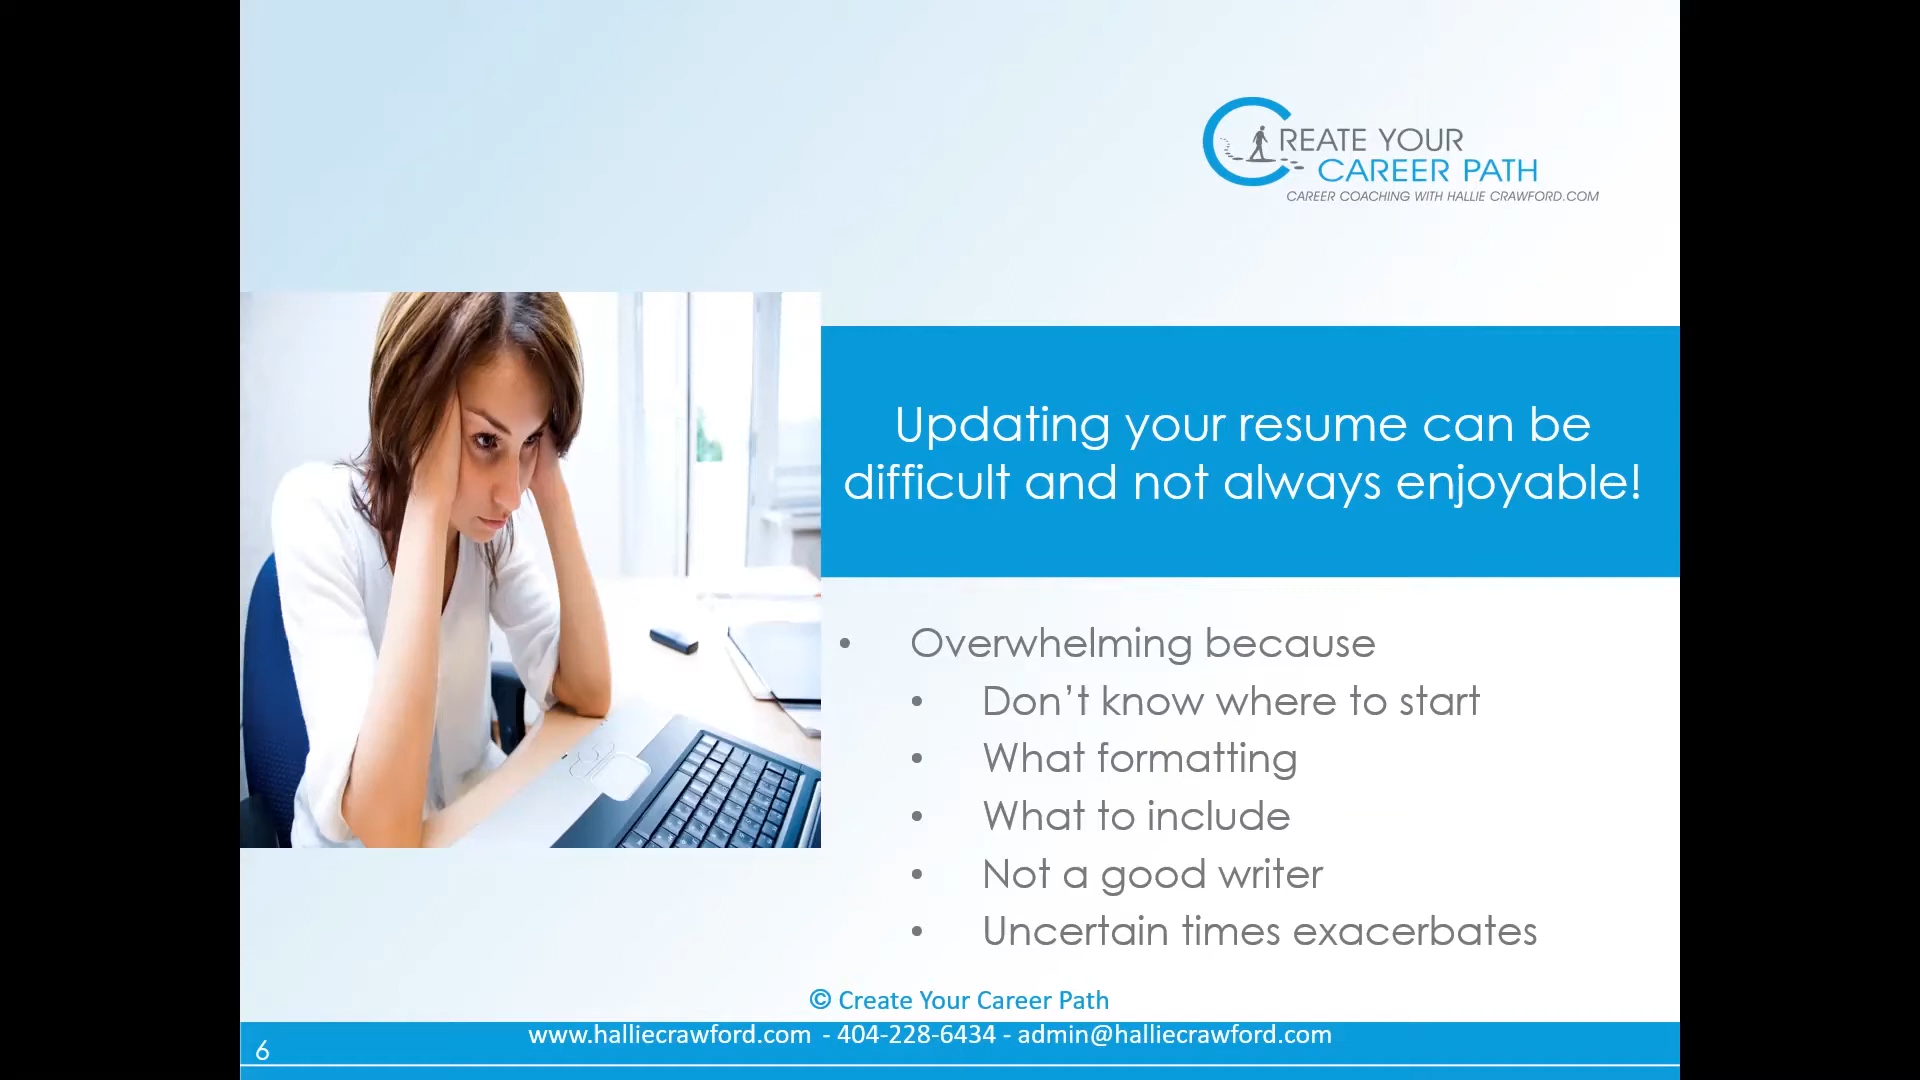 CREATE YOUR
CAREER PATH
CAREER COACHING WITH HALLIE CRAWFORD.COM
Updating your resume can be
difficult and not always enjoyable!
• Overwhelming because
• Don’t know where to start
• What formatting
• What to include
• Not a good writer
• Uncertain times exacerbates
© Create Your Career Path
www.halliecrawford.com - 404-228-6434 - admin@halliecrawford.com
6